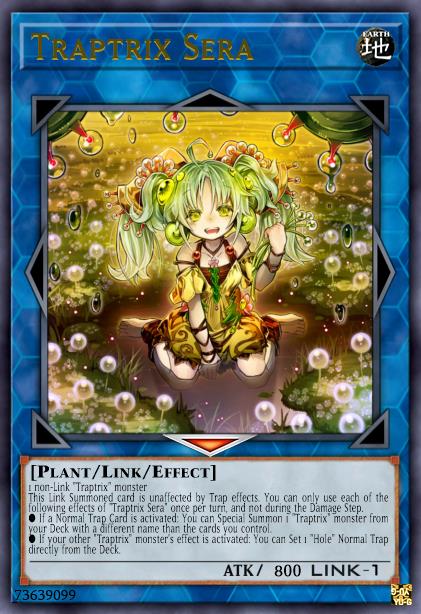 Traptrix Sera
EARTH
地
[Plant/Link/Effect]
1 non-Link "Traptrix" monster
This Link Summoned card is unaffected by Trap effects. You can only use each of the
following effects of "Traptrix Sera" once per turn, and not during the Damage Step.
● If a Normal Trap Card is activated: You can Special Summon 1 "Traptrix" monster from
your Deck with a different name than the cards you control.
● If your other "Traptrix" monster's effect is activated: You can Set 1 "Hole" Normal Trap
directly from the Deck.
ATK/ 800 LINK-1
73639099